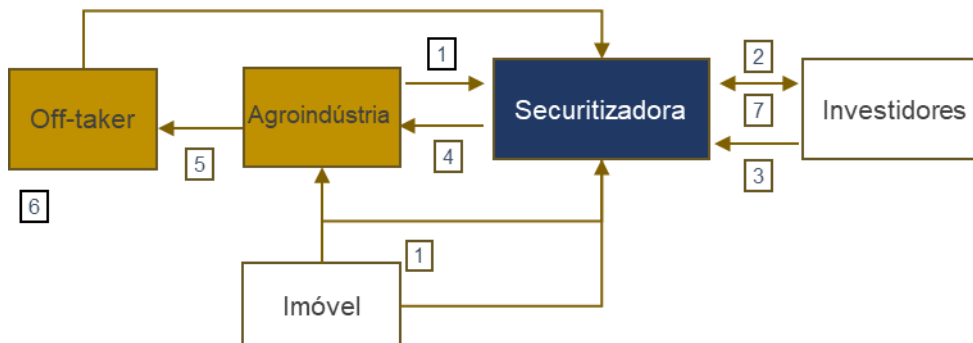 1
2
Off-taker
Agroindústria
Securitizadora
Investidores
7
5
4
3
6
1
Imóvel